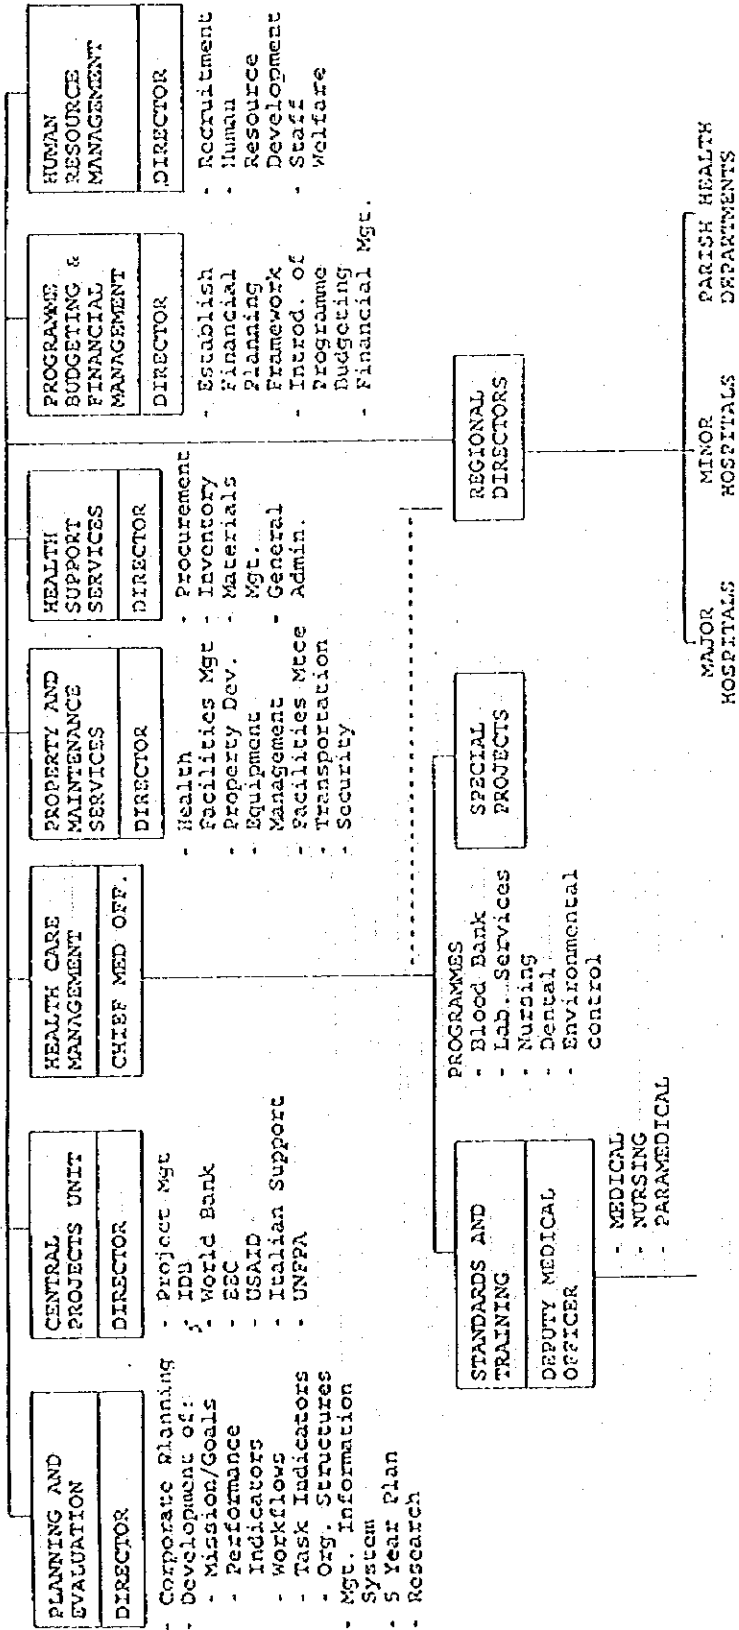 PLANNING AND
EVALUATION
DIRECTOR
- Corporate Planning
- Development of:
- Mission/Goals
- Performance
Indicators
- Workflows
- Task Indicators
- Org. Structures
- Mgt. Information
System
- 5 Year Plan
- Research
CENTRAL
PROJECTS UNIT
DIRECTOR
- Project Mgt
- IDB
- World Bank
- EEC
- USAID
- Italian Support
- UNFPA
HEALTH CARE
MANAGEMENT
CHIEF MED OFF.
PROPERTY AND
MAINTENANCE
SERVICES
DIRECTOR
- Health
Facilities Mgt
- Property Dev.
- Equipment
Management
- Facilities Mtce
- Transportation
- Security
HEALTH
SUPPORT
SERVICES
DIRECTOR
- Procurement
- Inventory
- Materials
Mgt.
- General
Admin.
PROGRAMME
BUDGETING &
FINANCIAL
MANAGEMENT
DIRECTOR
- Establish
Financial
Planning
Framework
- Introd. of
Programme
Budgeting
- Financial Mgt.
HUMAN
RESOURCE
MANAGEMENT
DIRECTOR
- Recruitment
- Human
Resource
Development
- Staff
Welfare
STANDARDS AND
TRAINING
DEPUTY MEDICAL
OFFICER
- MEDICAL
- NURSING
- PARAMEDICAL
PROGRAMMES
- Blood Bank
- Lab. Services
- Nursing
- Dental
- Environmental
control
SPECIAL
PROJECTS
REGIONAL
DIRECTORS
MAJOR
HOSPITALS
MINOR
HOSPITALS
PARISH HEALTH
DEPARTMENTS